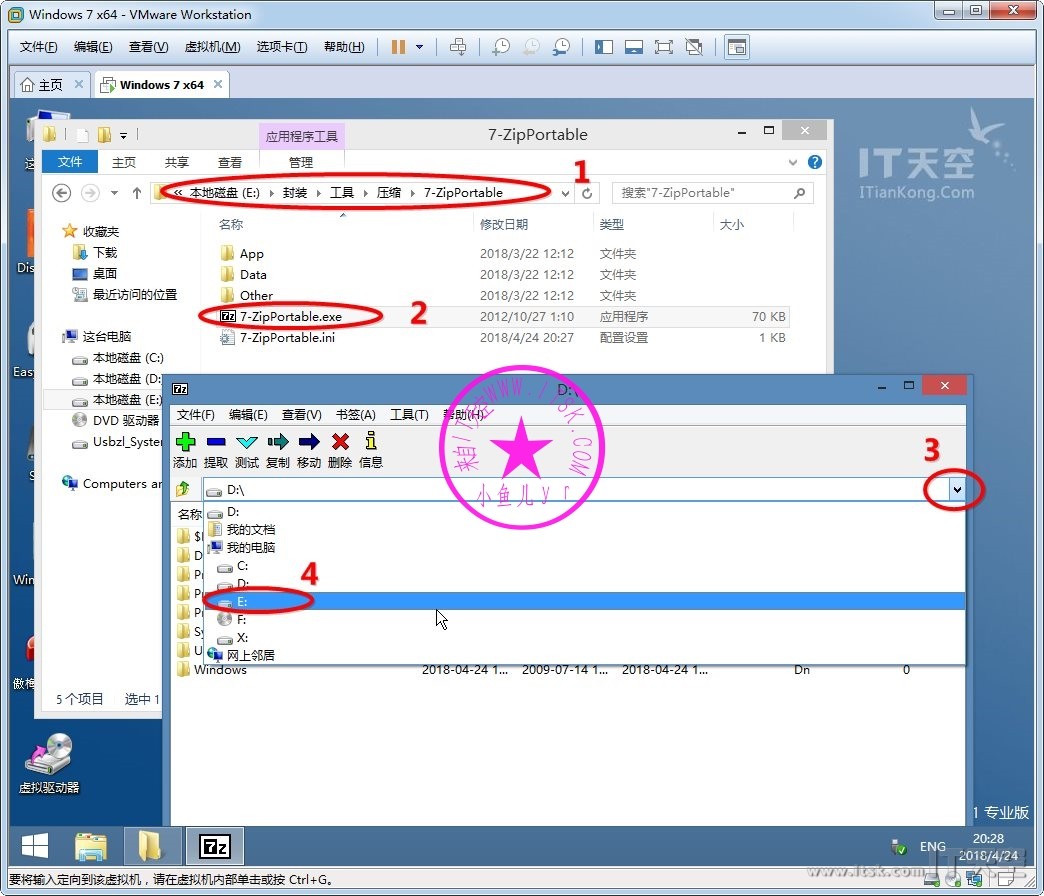 Windows 7 x64 - VMware Workstation
文件(F) 编辑(E) 查看(V) 虚拟机(M) 选项卡(T) 帮助(H)
主页 Windows 7 x64
IT天空
ITianKong.Com
应用程序工具 7-ZipPortable
文件 主页 共享 查看 管理
1
« 本地磁盘 (E:) 封装 工具 压缩 7-ZipPortable 搜索"7-ZipPortable"
名称 修改日期 类型 大小
收藏夹
下载
桌面
最近访问的位置
这台电脑
本地磁盘 (C:)
本地磁盘 (D:
本地磁盘 (E:)
DVD 驱动器
Usbzl_System
Computers an
App 2018/3/22 12:12 文件夹
Data 2018/3/22 12:12 文件夹
Other 2018/3/22 12:12 文件夹
7-ZipPortable.exe 2012/10/27 1:10 应用程序 70 KB
2
7-ZipPortable.ini 2018/4/24 20:27 配置设置 1 KB
5 个项目 选中 1
D:\
文件(F) 编辑(E) 查看(V) 书签(A) 工具(T) 帮助(H)
添加 提取 测试 复制 移动 删除 信息
3
D:\
名称
D:
我的文档
我的电脑
C:
D:
4
E:
F:
X:
网上邻居
Windows 2018-04-24 1... 2009-07-14 1... 2018-04-24 1... Dn 0
小鱼儿yr
虚拟驱动器
1 专业版
ENG 20:28
2018/4/24
www.itsk.com IT天空
要将输入定向到该虚拟机，请在虚拟机内部单击或按 Ctrl+G。